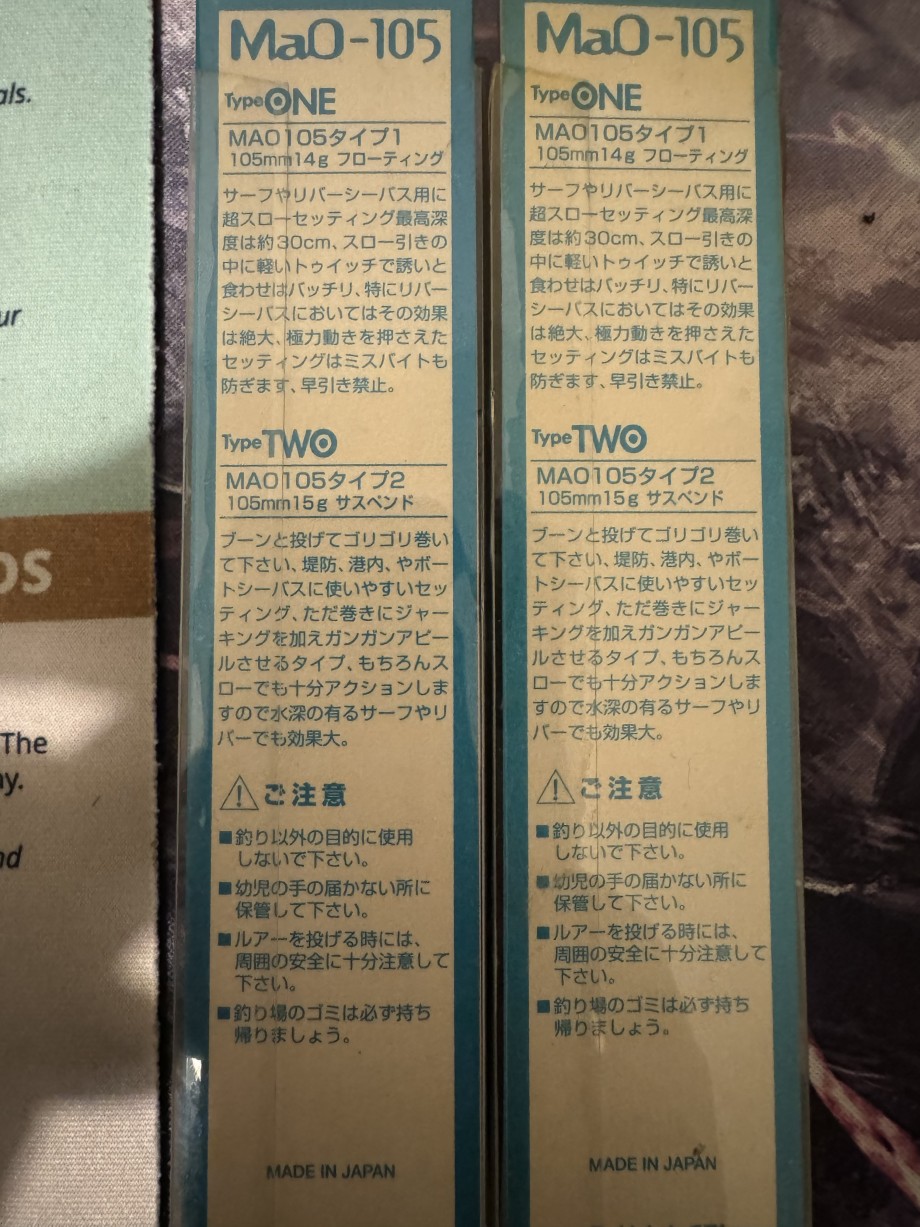 als.
ur
OS
The
ny.
nd
MaO-105
Type ONE
MAO105タイプ1
105mm14g フローティング
サーフやリバーシーバス用に
超スローセッティング最高深
度は約30cm、スロー引きの
中に軽いトゥイッチで誘いと
食わせはバッチリ、特にリバー
シーバスにおいてはその効果
は絶大、極力動きを押さえた
セッティングはミスバイトも
防ぎます、早引き禁止。
Type TWO
MAO105タイプ2
105mm15g サスペンド
ブーンと投げてゴリゴリ巻い
て下さい、堤防、港内、やボー
トシーバスに使いやすいセッ
ティング、ただ巻きにジャー
キングを加えガンガンアピー
ルさせるタイプ、もちろんス
ローでも十分アクションしま
すので水深の有るサーフやリ
バーでも効果大。
ご注意
■釣り以外の目的に使用
しないで下さい。
■幼児の手の届かない所に
保管して下さい。
■ルアーを投げる時には、
周囲の安全に十分注意して
下さい。
■釣り場のゴミは必ず持ち
帰りましょう。
MADE IN JAPAN
MaO-105
Type ONE
MAO105タイプ1
105mm14g フローティング
サーフやリバーシーバス用に
超スローセッティング最高深
度は約30cm、スロー引きの
中に軽いトゥイッチで誘いと
食わせはバッチリ、特にリバー
シーバスにおいてはその効果
は絶大、極力動きを押さえた
セッティングはミスバイトも
防ぎます、早引き禁止。
Type TWO
MAO105タイプ2
105mm15g サスペンド
ブーンと投げてゴリゴリ巻い
て下さい、堤防、港内、やボー
トシーバスに使いやすいセッ
ティング、ただ巻きにジャー
キングを加えガンガンアピー
ルさせるタイプ、もちろんス
ローでも十分アクションしま
すので水深の有るサーフやリ
バーでも効果大。
ご注意
■釣り以外の目的に使用
しないで下さい。
■幼児の手の届かない所に
保管して下さい。
■ルアーを投げる時には、
周囲の安全に十分注意して
下さい。
■釣り場のゴミは必ず持ち
帰りましょう。
MADE IN JAPAN